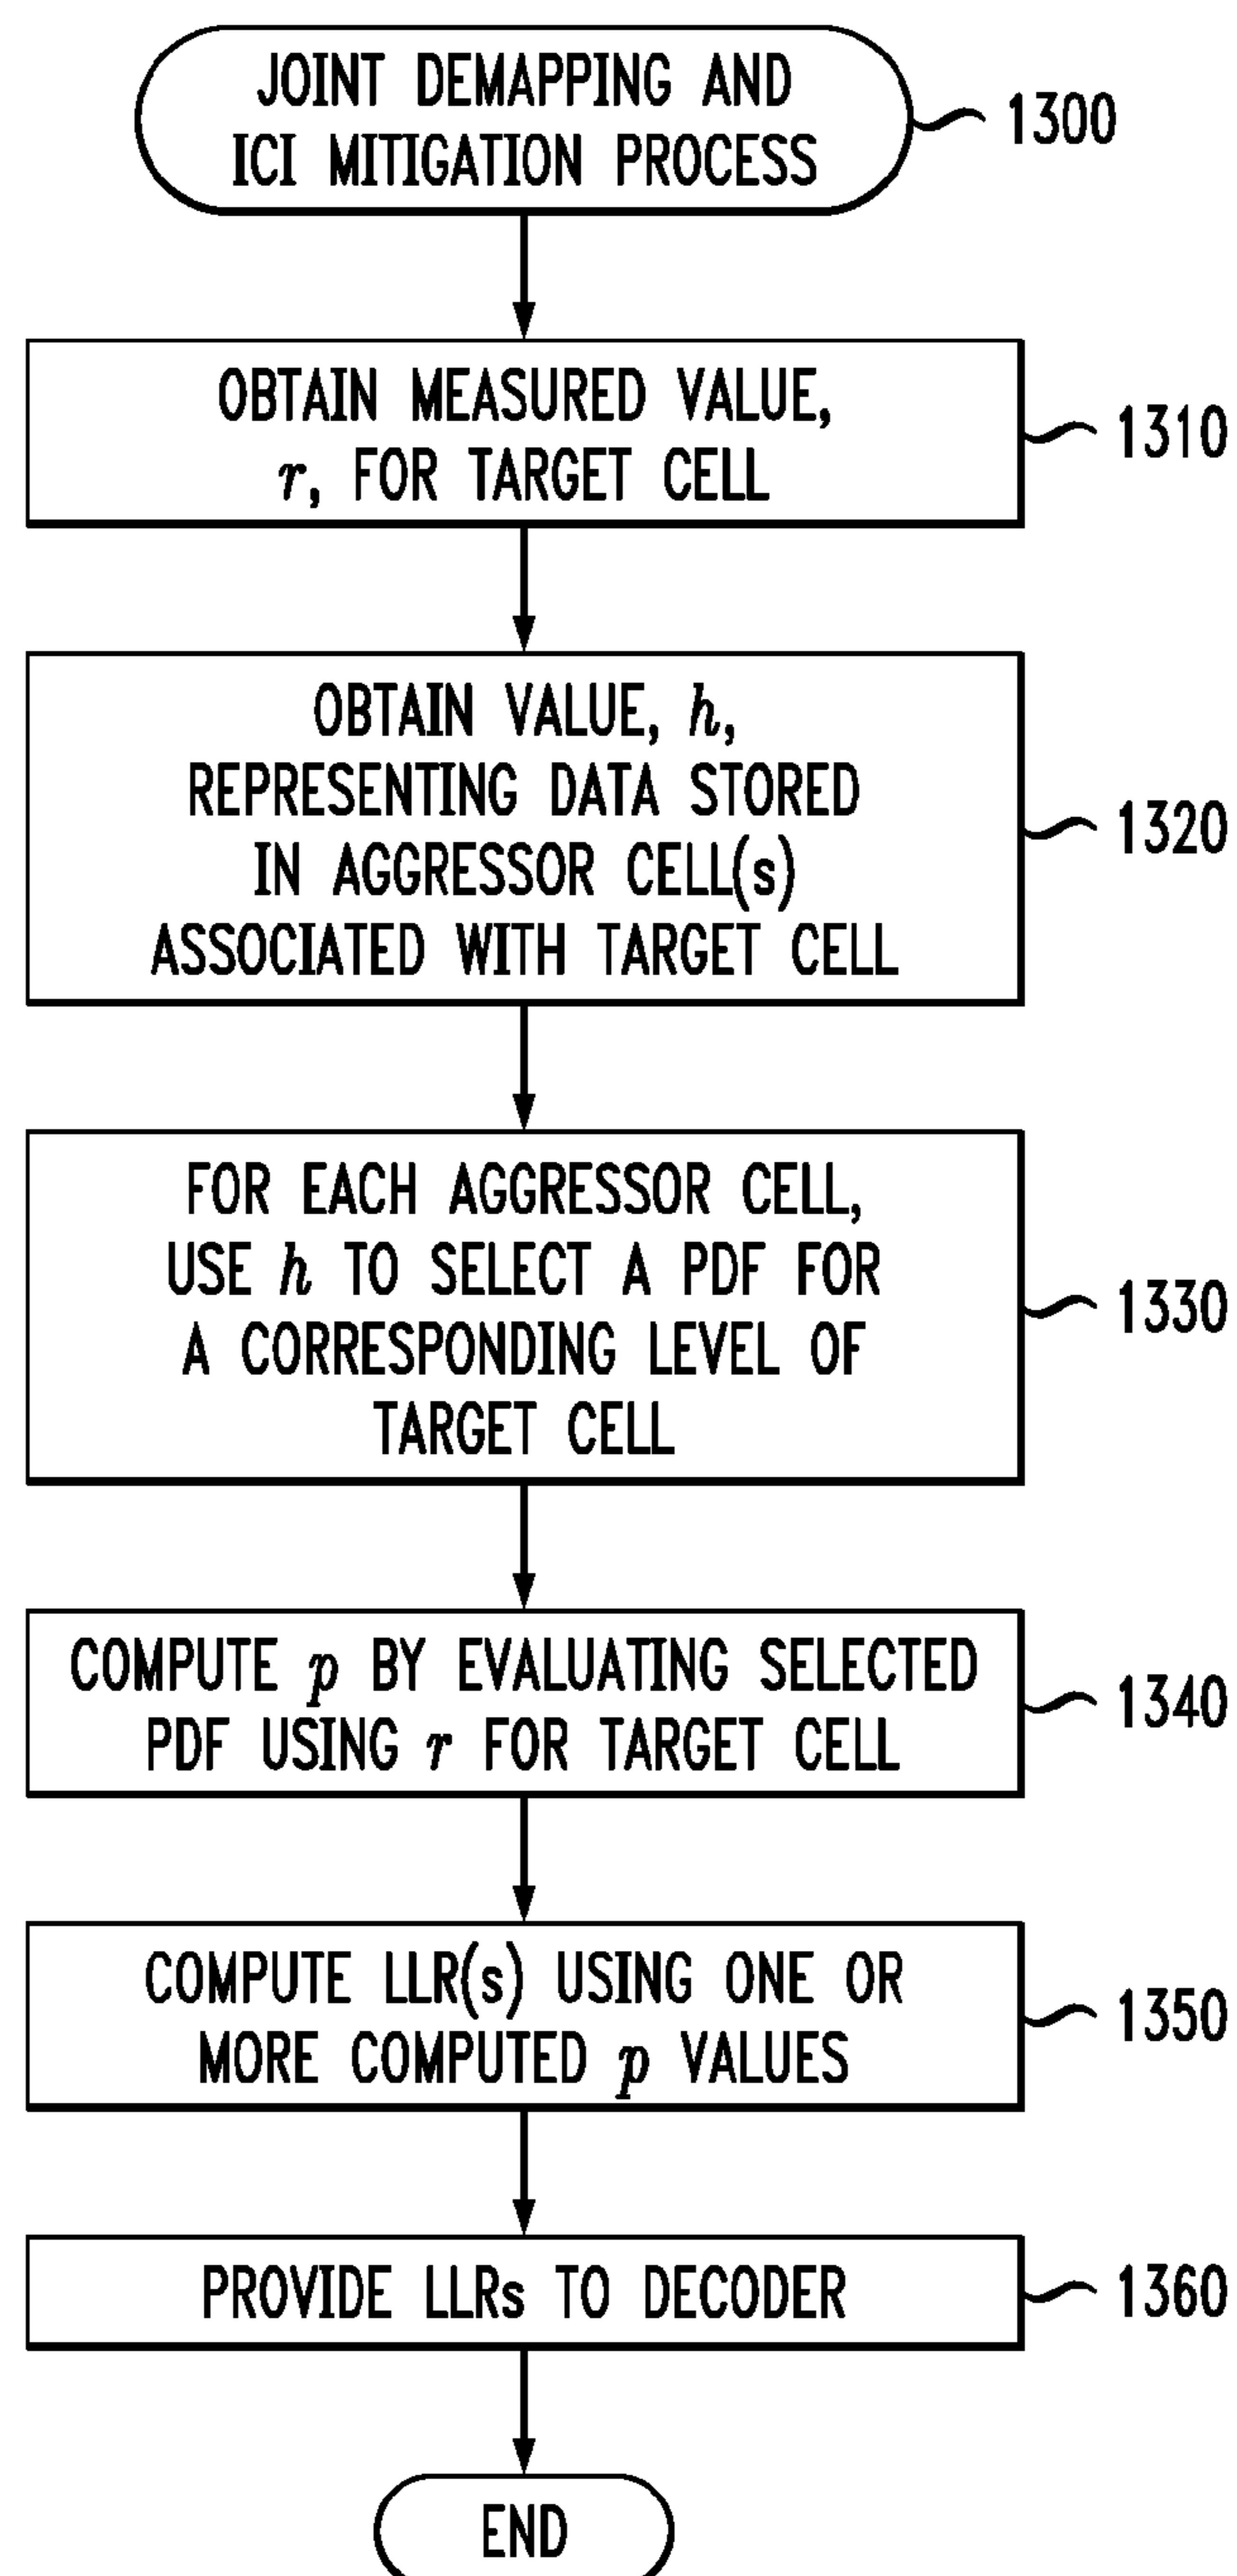 JOINT DEMAPPING AND
ICI MITIGATION PROCESS
1300
OBTAIN MEASURED VALUE,
r, FOR TARGET CELL
1310
OBTAIN VALUE, h,
REPRESENTING DATA STORED
IN AGGRESSOR CELL(s)
ASSOCIATED WITH TARGET CELL
1320
FOR EACH AGGRESSOR CELL,
USE h TO SELECT A PDF FOR
A CORRESPONDING LEVEL OF
TARGET CELL
1330
COMPUTE p BY EVALUATING SELECTED
PDF USING r FOR TARGET CELL
1340
COMPUTE LLR(s) USING ONE OR
MORE COMPUTED p VALUES
1350
PROVIDE LLRs TO DECODER
1360
END